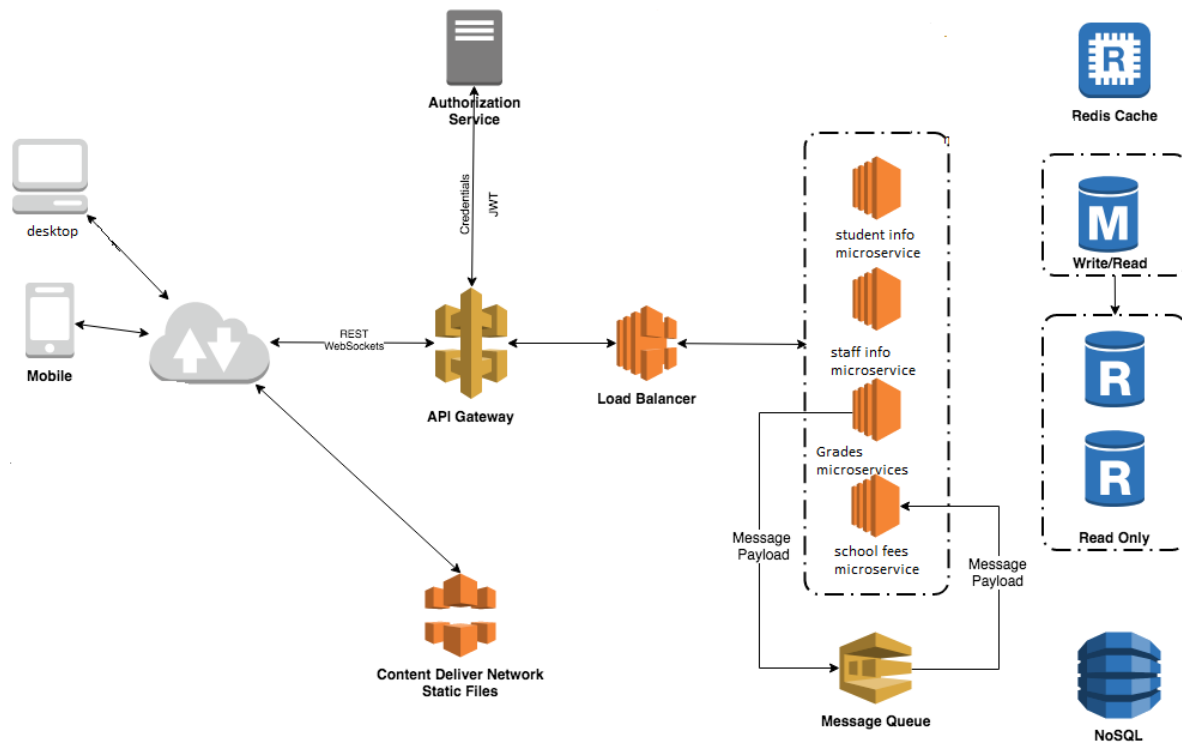 Authorization
Service
R
Redis Cache
desktop
Credentials
JWT
student info
microservice
M
Write/Read
Mobile
REST
WebSockets
API Gateway
Load Balancer
staff info
microservice
R
Grades
microservices
R
Read Only
Message
Payload
school fees
microservice
Message
Payload
Content Deliver Network
Static Files
Message Queue
NoSQL